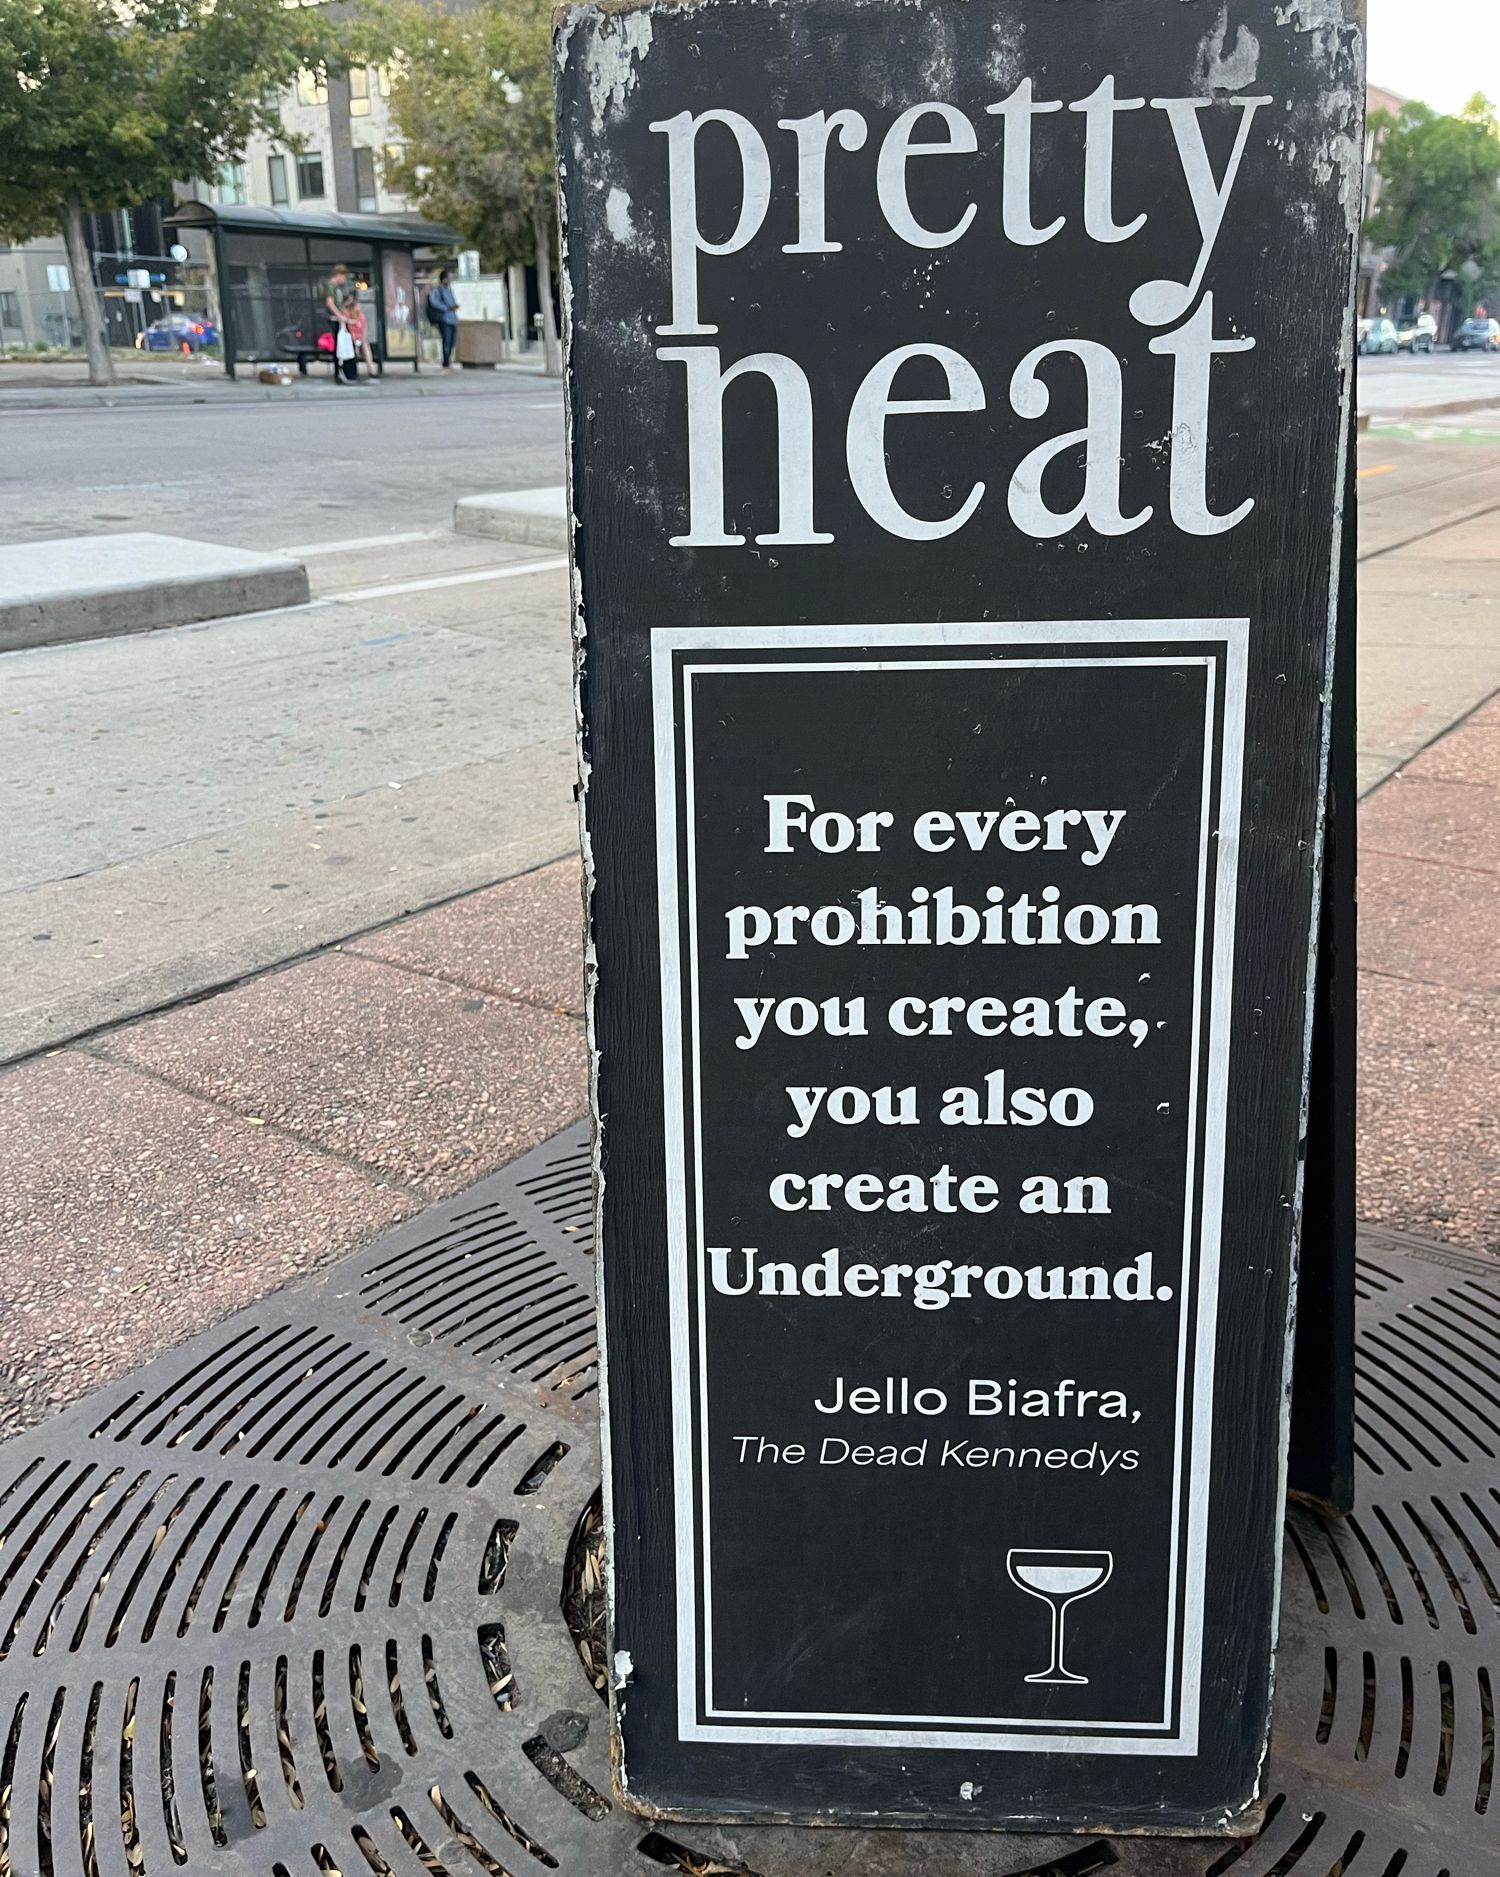 pretty
neat
For every
prohibition
you create,
you also
create an
Underground.
Jello Biafra,
The Dead Kennedys